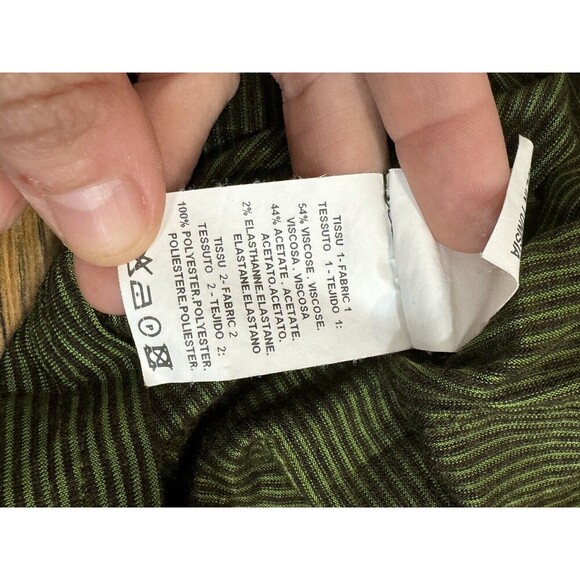 TISSU 1-FABRIC 1
TESSUTO 1 - TEJIDO 1:
54% VISCOSE . VISCOSE.
VISCOSA . VISCOSA
44% ACETATE . ACETATE.
ACETATO.ACETATO.
2% ELASTHANNE.ELASTANE.
ELASTANE.ELASTANO
TISSU 2-FABRIC 2
TESSUTO 2 - TEJIDO 2:
100% POLYESTER.POLYESTER.
POLIESTERE.POLIESTER.
P